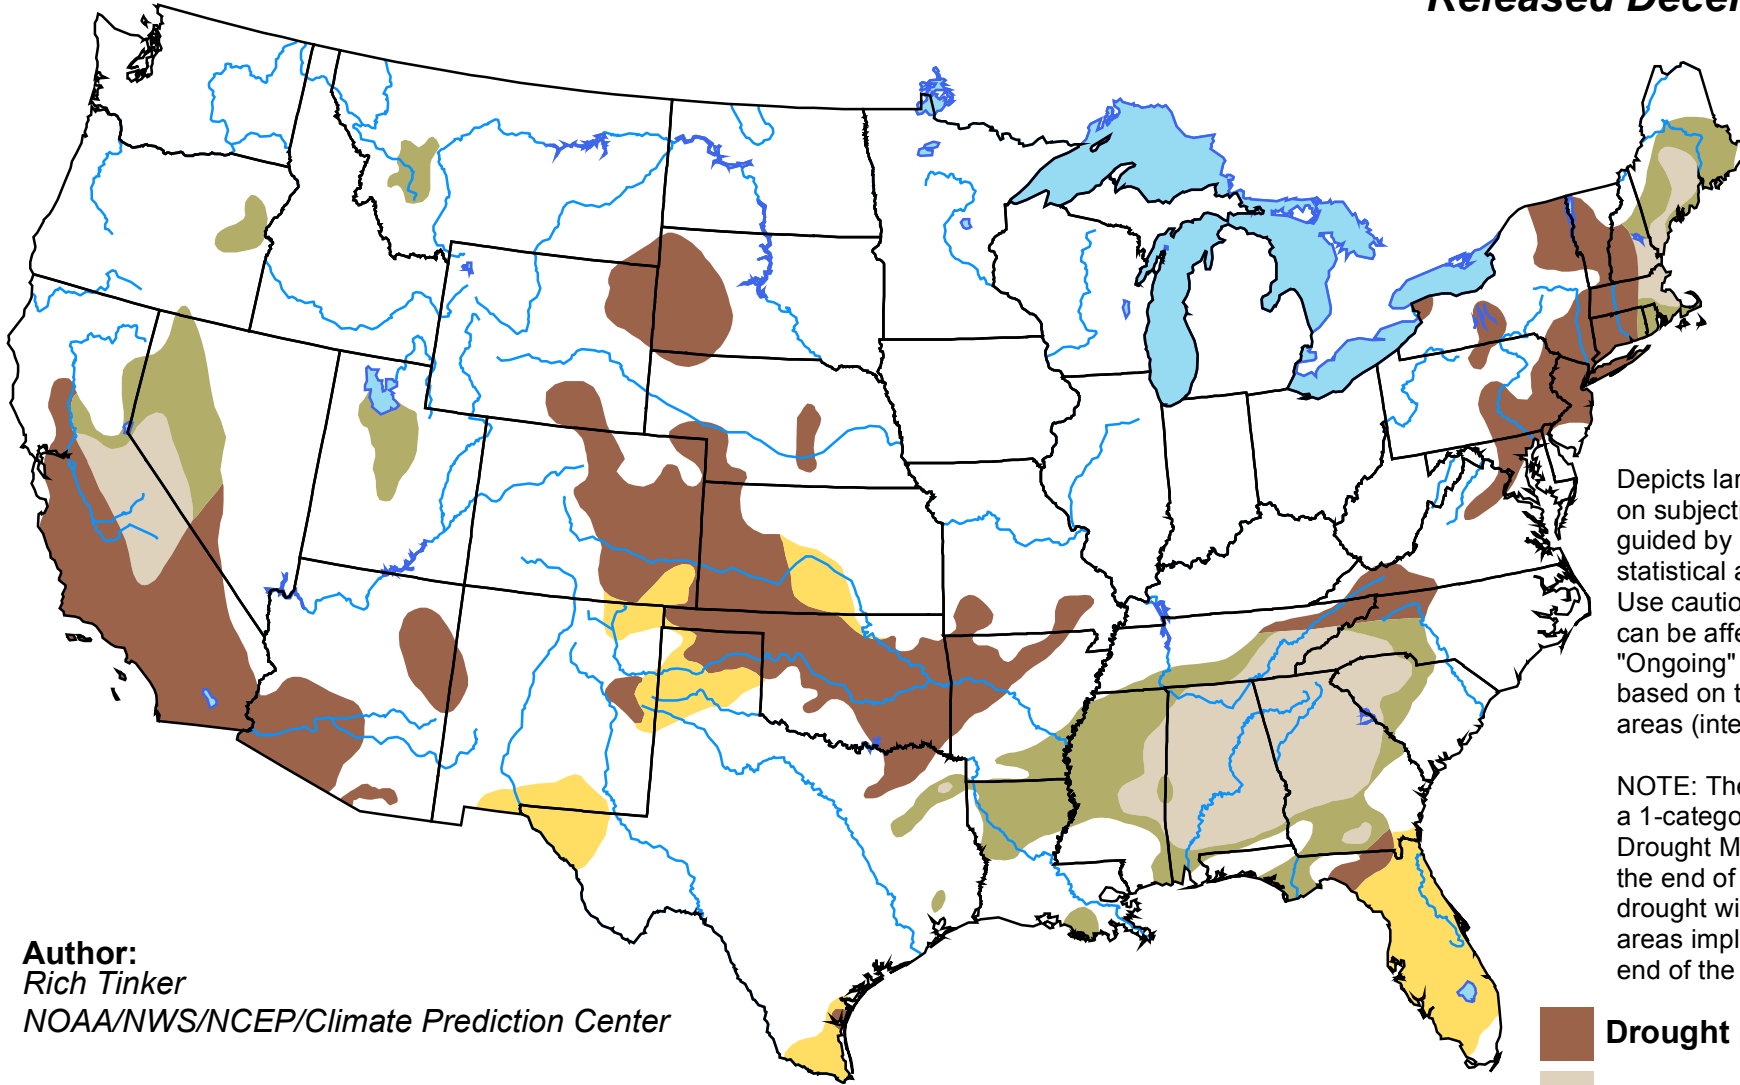 Released Decem
Depicts lar
on subjecti
guided by
statistical a
Use cautio
can be affe
"Ongoing"
based on t
areas (inte
NOTE: The
a 1-catego
Drought M
the end of
drought wi
areas impl
end of the
Author:
Rich Tinker
NOAA/NWS/NCEP/Climate Prediction Center
Drought